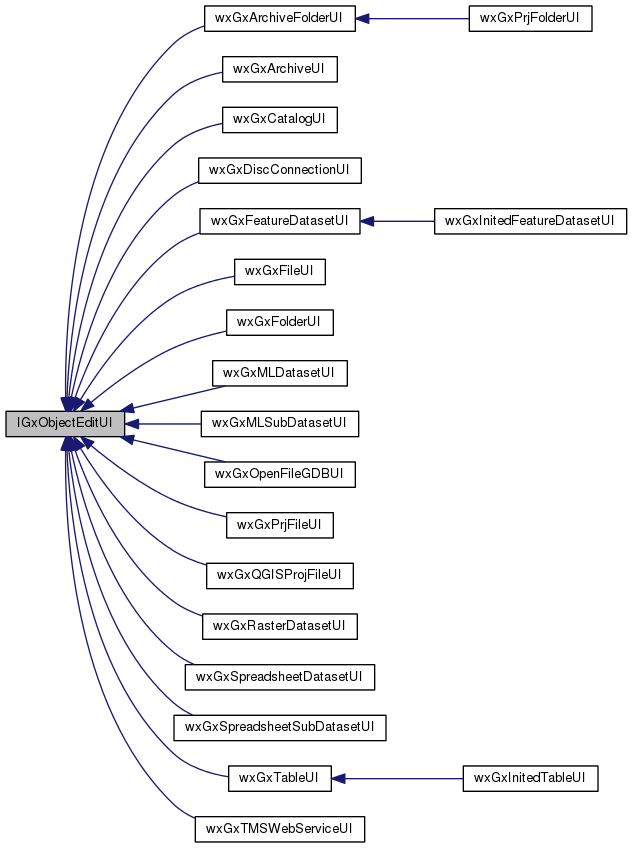 wxGxArchiveFolderUI
wxGxPrjFolderUI
wxGxArchiveUI
wxGxCatalogUI
wxGxDiscConnectionUI
wxGxFeatureDatasetUI
wxGxInitedFeatureDatasetUI
wxGxFileUI
wxGxFolderUI
wxGxMLDatasetUI
IGxObjectEditUI
wxGxMLSubDatasetUI
wxGxOpenFileGDBUI
wxGxPrjFileUI
wxGxQGISProjFileUI
wxGxRasterDatasetUI
wxGxSpreadsheetDatasetUI
wxGxSpreadsheetSubDatasetUI
wxGxTableUI
wxGxInitedTableUI
wxGxTMSWebServiceUI